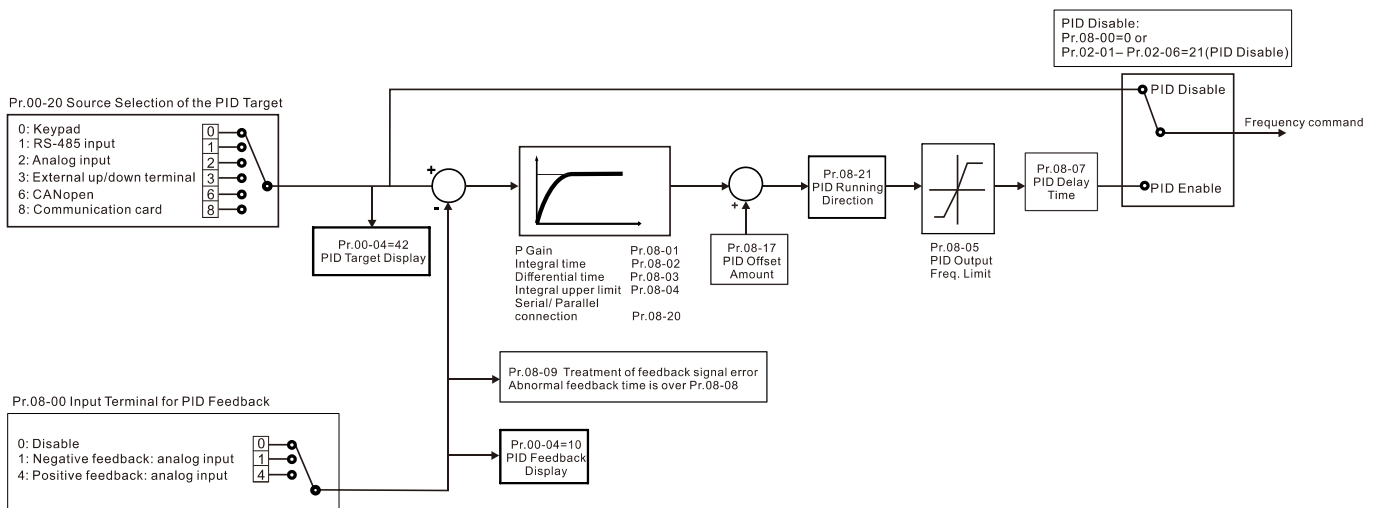 PID Disable:
Pr.08-00=0 or
Pr.02-01– Pr.02-06=21(PID Disable)
Pr.00-20 Source Selection of the PID Target
0: Keypad
1: RS-485 input
2: Analog input
3: External up/down terminal
6: CANopen
8: Communication card
0
1
2
3
6
8
PID Disable
Frequency command
PID Enable
+
-
Pr.00-04=42
PID Target Display
P Gain Pr.08-01
Integral time Pr.08-02
Differential time Pr.08-03
Integral upper limit Pr.08-04
Serial/ Parallel
connection Pr.08-20
+
Pr.08-17
PID Offset
Amount
Pr.08-21
PID Running
Direction
Pr.08-05
PID Output
Freq. Limit
Pr.08-07
PID Delay
Time
Pr.08-09 Treatment of feedback signal error
Abnormal feedback time is over Pr.08-08
Pr.08-00 Input Terminal for PID Feedback
0: Disable
1: Negative feedback: analog input
4: Positive feedback: analog input
0
1
4
Pr.00-04=10
PID Feedback
Display